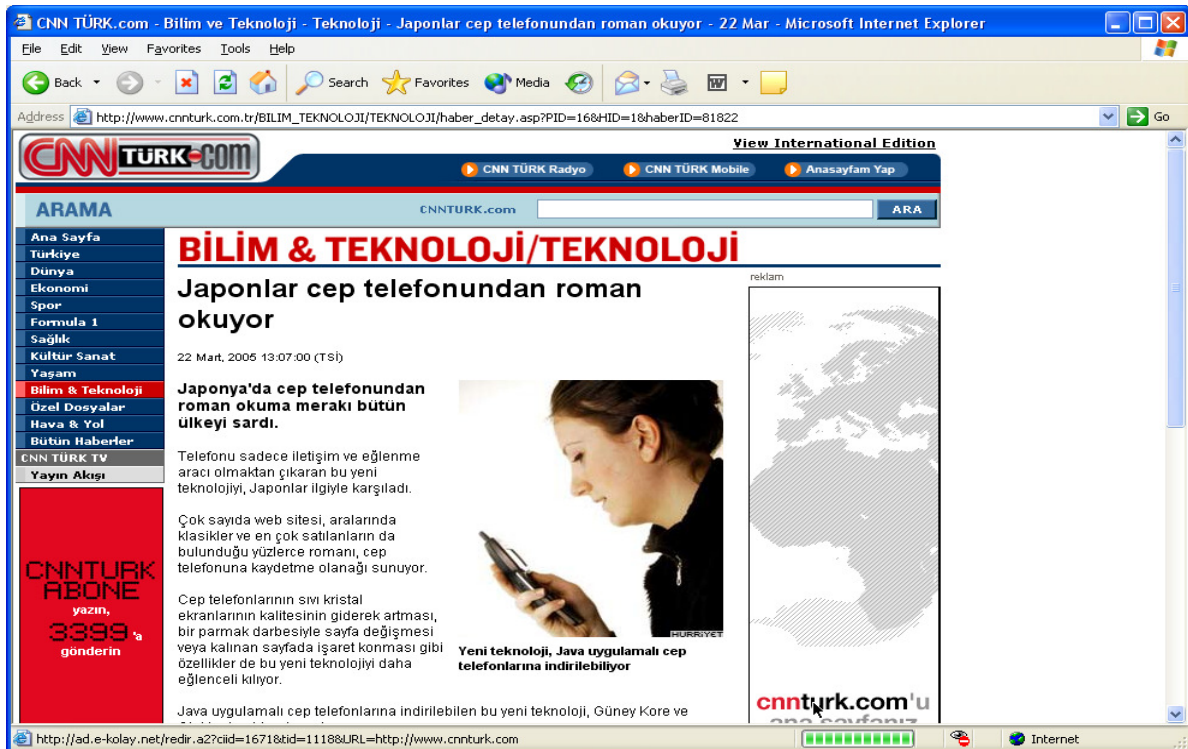 CNN TÜRK.com - Bilim ve Teknoloji - Teknoloji - Japonlar cep telefonundan roman okuyor - 22 Mar - Microsoft Internet Explorer
File Edit View Favorites Tools Help
Back Search Favorites Media
Address http://www.cnnturk.com.tr/BILIM_TEKNOLOJI/TEKNOLOJI/haber_detay.asp?PID=16&HID=1&haberID=81822 Go
CNN TÜRK.com
View International Edition
CNN TÜRK Radyo CNN TÜRK Mobile Anasayfam Yap
ARAMA CNNTURK.com ARA
Ana Sayfa
Türkiye
Dünya
Ekonomi
Spor
Formula 1
Sağlık
Kültür Sanat
Yaşam
Bilim & Teknoloji
Özel Dosyalar
Hava & Yol
Bütün Haberler
CNN TÜRK TV
Yayın Akışı
CNNTURK
ABONE
yazın,
3399 'a
gönderin
BİLİM & TEKNOLOJİ/TEKNOLOJİ
Japonlar cep telefonundan roman
okuyor
22 Mart, 2005 13:07:00 (TSİ)
Japonya'da cep telefonundan
roman okuma merakı bütün
ülkeyi sardı.
Telefonu sadece iletişim ve eğlenme
aracı olmaktan çıkaran bu yeni
teknolojiyi, Japonlar ilgiyle karşıladı.
Çok sayıda web sitesi, aralarında
klasikler ve en çok satılanların da
bulunduğu yüzlerce romanı, cep
telefonuna kaydetme olanağı sunuyor.
Cep telefonlarının sıvı kristal
ekranlarının kalitesinin giderek artması,
bir parmak darbesiyle sayfa değişmesi
veya kalınan sayfada işaret konması gibi
özellikler de bu yeni teknolojiyi daha
eğlenceli kılıyor.
Java uygulamalı cep telefonlarına indirilebilen bu yeni teknoloji, Güney Kore ve
HURRİYET
Yeni teknoloji, Java uygulamalı cep
telefonlarına indirilebiliyor
reklam
cnnturk.com'u
ana sayfanız
http://ad.e-kolay.net/redir.a2?ciid=1671&tid=1118&URL=http://www.cnnturk.com Internet